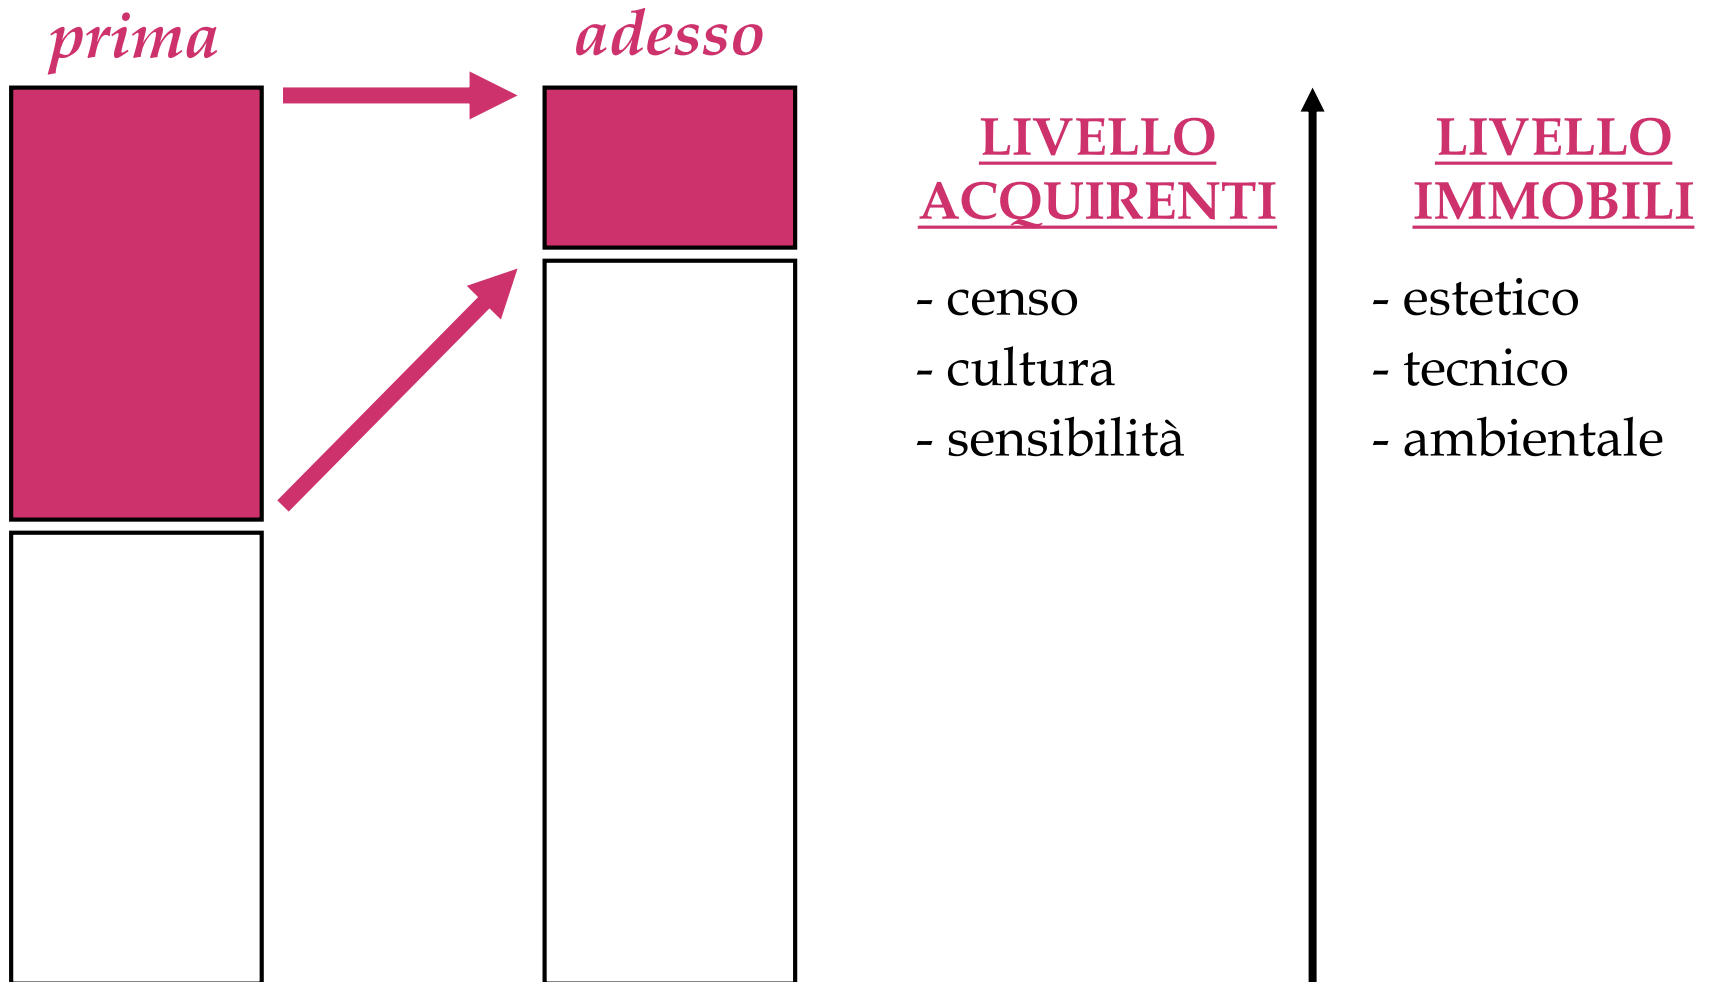 prima
adesso
LIVELLO
ACQUIRENTI
- censo
- cultura
- sensibilità
LIVELLO
IMMOBILI
- estetico
- tecnico
- ambientale